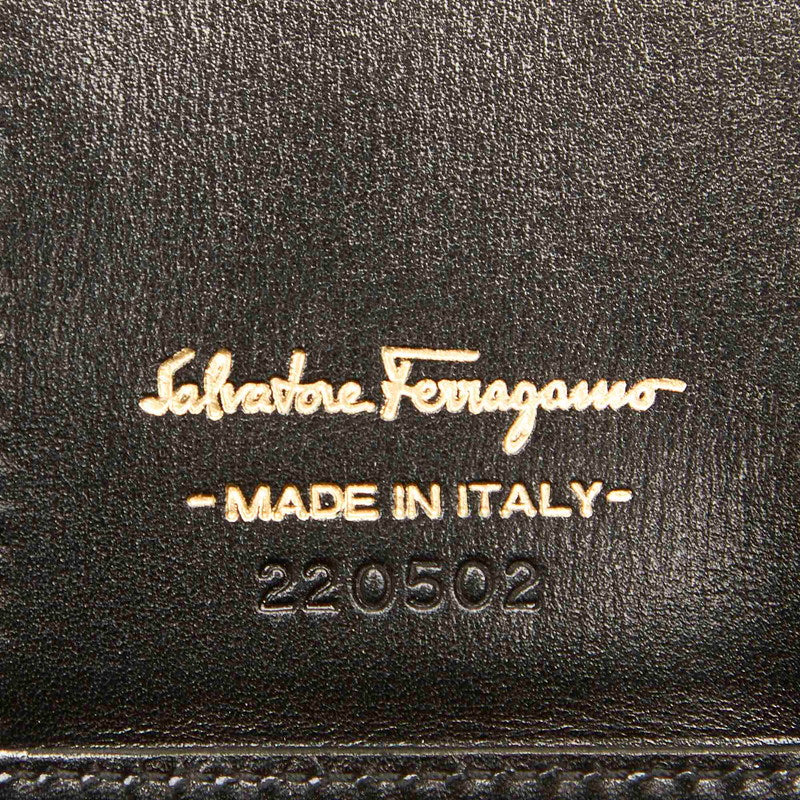 Salvatore Ferragamo
-MADE IN ITALY-
220502